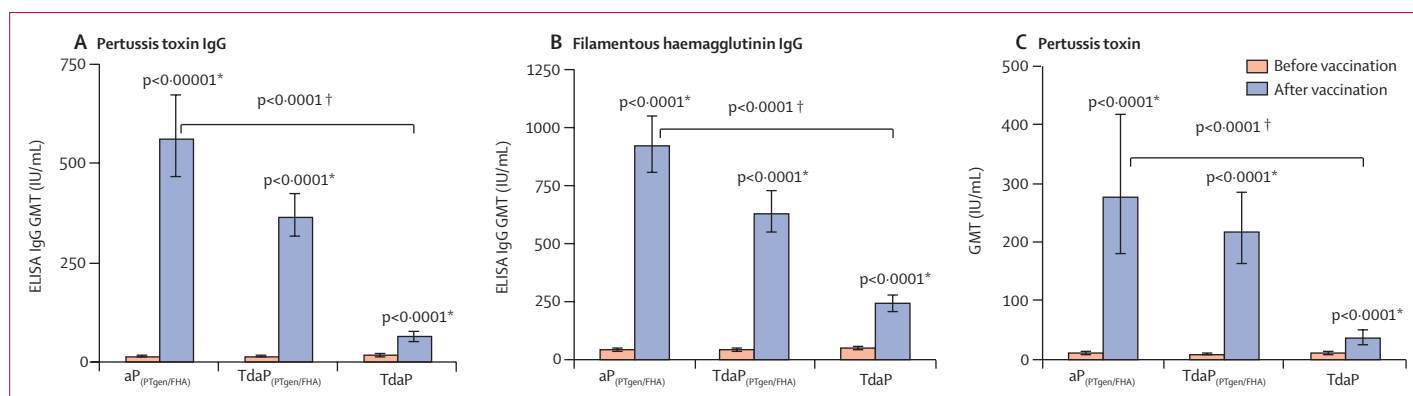 A Pertussis toxin IgG
ELISA IgG GMT (IU/mL)
750
500
250
0
p<0·00001*
p<0·0001 †
p<0·0001*
p<0·0001*
aP(PTgen/FHA)
TdaP(PTgen/FHA)
TdaP
B Filamentous haemagglutinin IgG
ELISA IgG GMT (IU/mL)
1250
1000
750
500
250
0
p<0·0001*
p<0·0001 †
p<0·0001*
p<0·0001*
aP(PTgen/FHA)
TdaP(PTgen/FHA)
TdaP
C Pertussis toxin
GMT (IU/mL)
500
400
300
200
100
0
Before vaccination
After vaccination
p<0·0001*
p<0·0001 †
p<0·0001*
p<0·0001*
aP(PTgen/FHA)
TdaP(PTgen/FHA)
TdaP